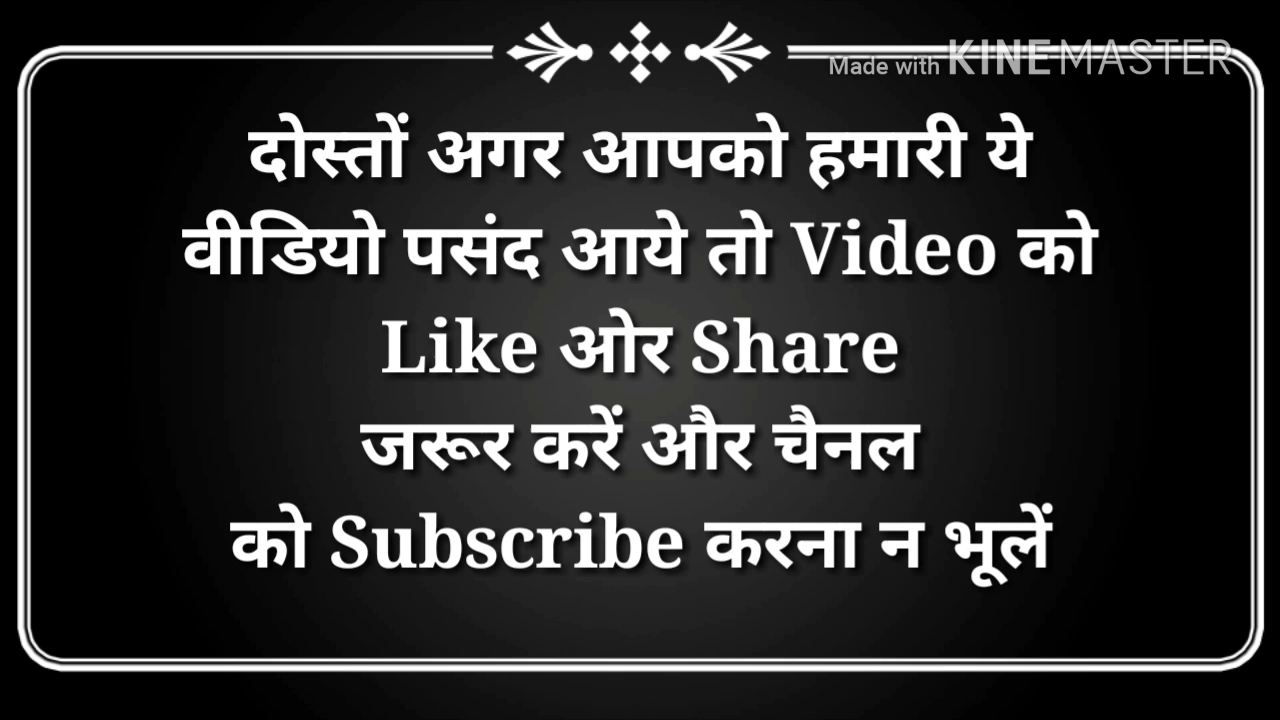 Made with KINEMASTER
दोस्तों अगर आपको हमारी ये
वीडियो पसंद आये तो Video को
Like ओर Share
जरूर करें और चैनल
को Subscribe करना न भूलें